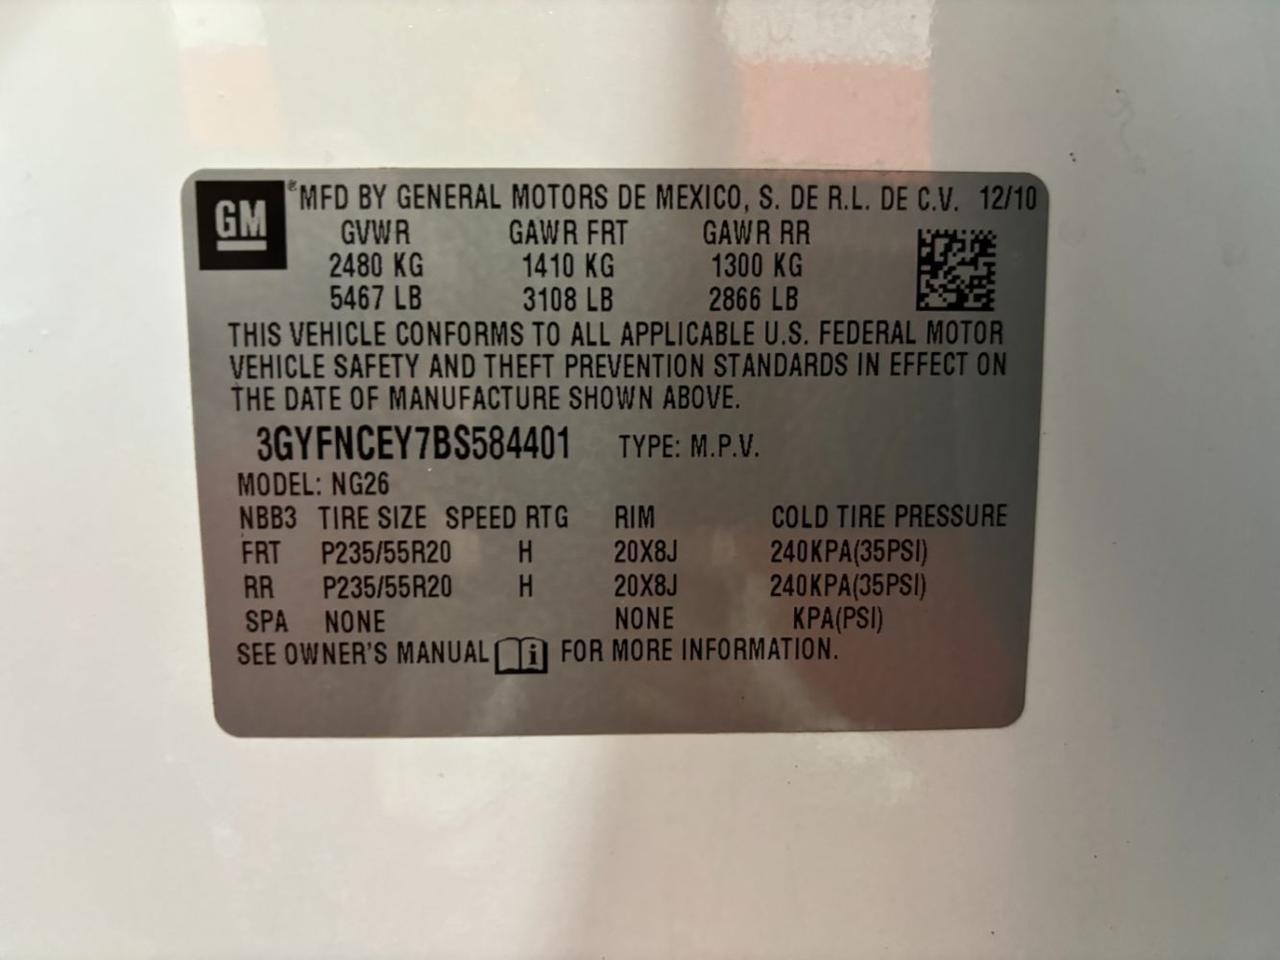 GM ® MFD BY GENERAL MOTORS DE MEXICO, S. DE R.L. DE C.V. 12/10
GVWR GAWR FRT GAWR RR
2480 KG 1410 KG 1300 KG
5467 LB 3108 LB 2866 LB
THIS VEHICLE CONFORMS TO ALL APPLICABLE U.S. FEDERAL MOTOR
VEHICLE SAFETY AND THEFT PREVENTION STANDARDS IN EFFECT ON
THE DATE OF MANUFACTURE SHOWN ABOVE.
3GYFNCEY7BS584401 TYPE: M.P.V.
MODEL: NG26
NBB3 TIRE SIZE SPEED RTG RIM COLD TIRE PRESSURE
FRT P235/55R20 H 20X8J 240KPA(35PSI)
RR P235/55R20 H 20X8J 240KPA(35PSI)
SPA NONE NONE KPA(PSI)
SEE OWNER'S MANUAL i FOR MORE INFORMATION.